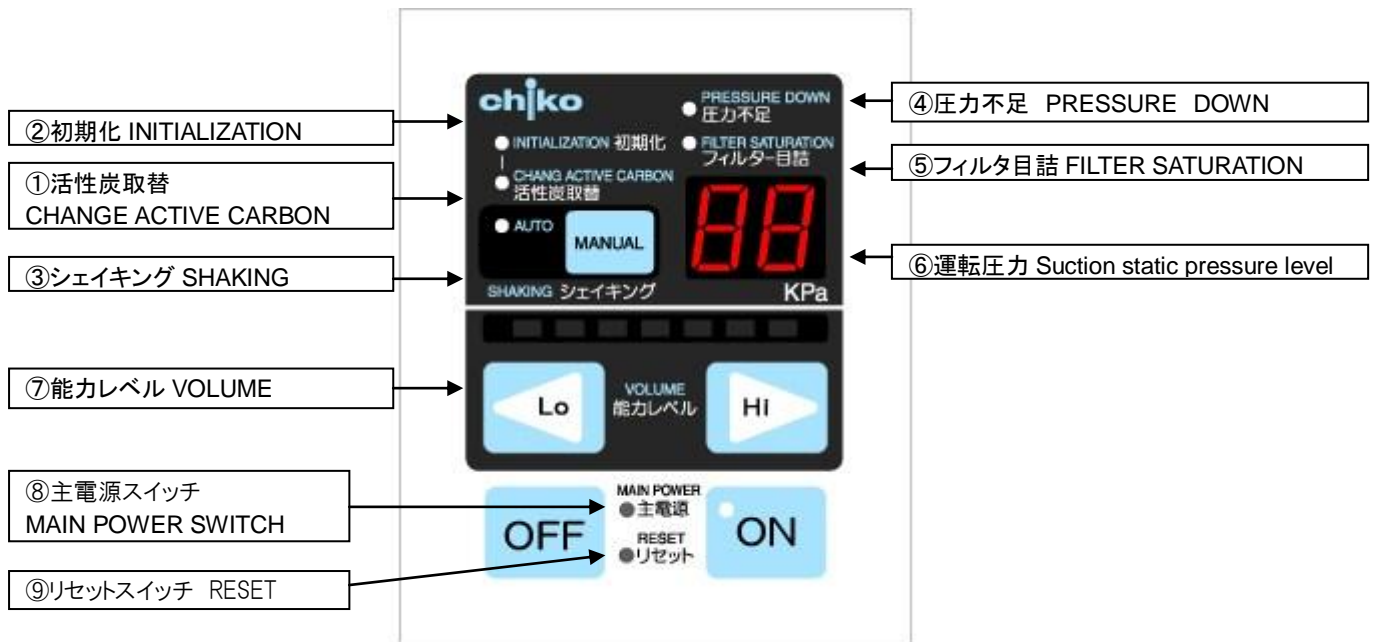 ②初期化 INITIALIZATION
①活性炭取替
CHANGE ACTIVE CARBON
③シェイキング SHAKING
⑦能力レベル VOLUME
⑧主電源スイッチ
MAIN POWER SWITCH
⑨リセットスイッチ RESET
chiko
PRESSURE DOWN
圧力不足
INITIALIZATION 初期化
FILTER SATURATION
フィルター目詰
CHANG ACTIVE CARBON
活性炭取替
AUTO
MANUAL
88
SHAKING シェイキング
KPa
Lo
VOLUME
能力レベル
Hi
OFF
MAIN POWER
主電源
RESET
リセット
ON
④圧力不足 PRESSURE DOWN
⑤フィルタ目詰 FILTER SATURATION
⑥運転圧力 Suction static pressure level